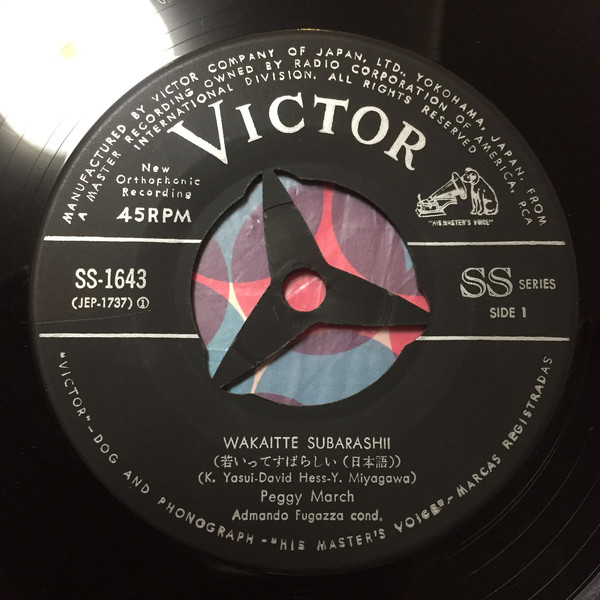 MANUFACTURED BY VICTOR COMPANY OF JAPAN, LTD., YOKOHAMA, JAPAN, FROM
A MASTER RECORDING OWNED BY RADIO CORPORATION OF AMERICA, RCA
INTERNATIONAL DIVISION. ALL RIGHTS RESERVED.
VICTOR
New
Orthophonic
Recording
45RPM
"HIS MASTER'S VOICE"
SS-1643
(JEP-1737) ①
SS SERIES
SIDE 1
WAKAITTE SUBARASHII
(若いってすばらしい(日本語))
(K. Yasui-David Hess-Y. Miyagawa)
Peggy March
Admando Fugazza cond.
"VICTOR"-DOG AND PHONOGRAPH-"HIS MASTER'S VOICE"-MARCAS REGISTRADAS